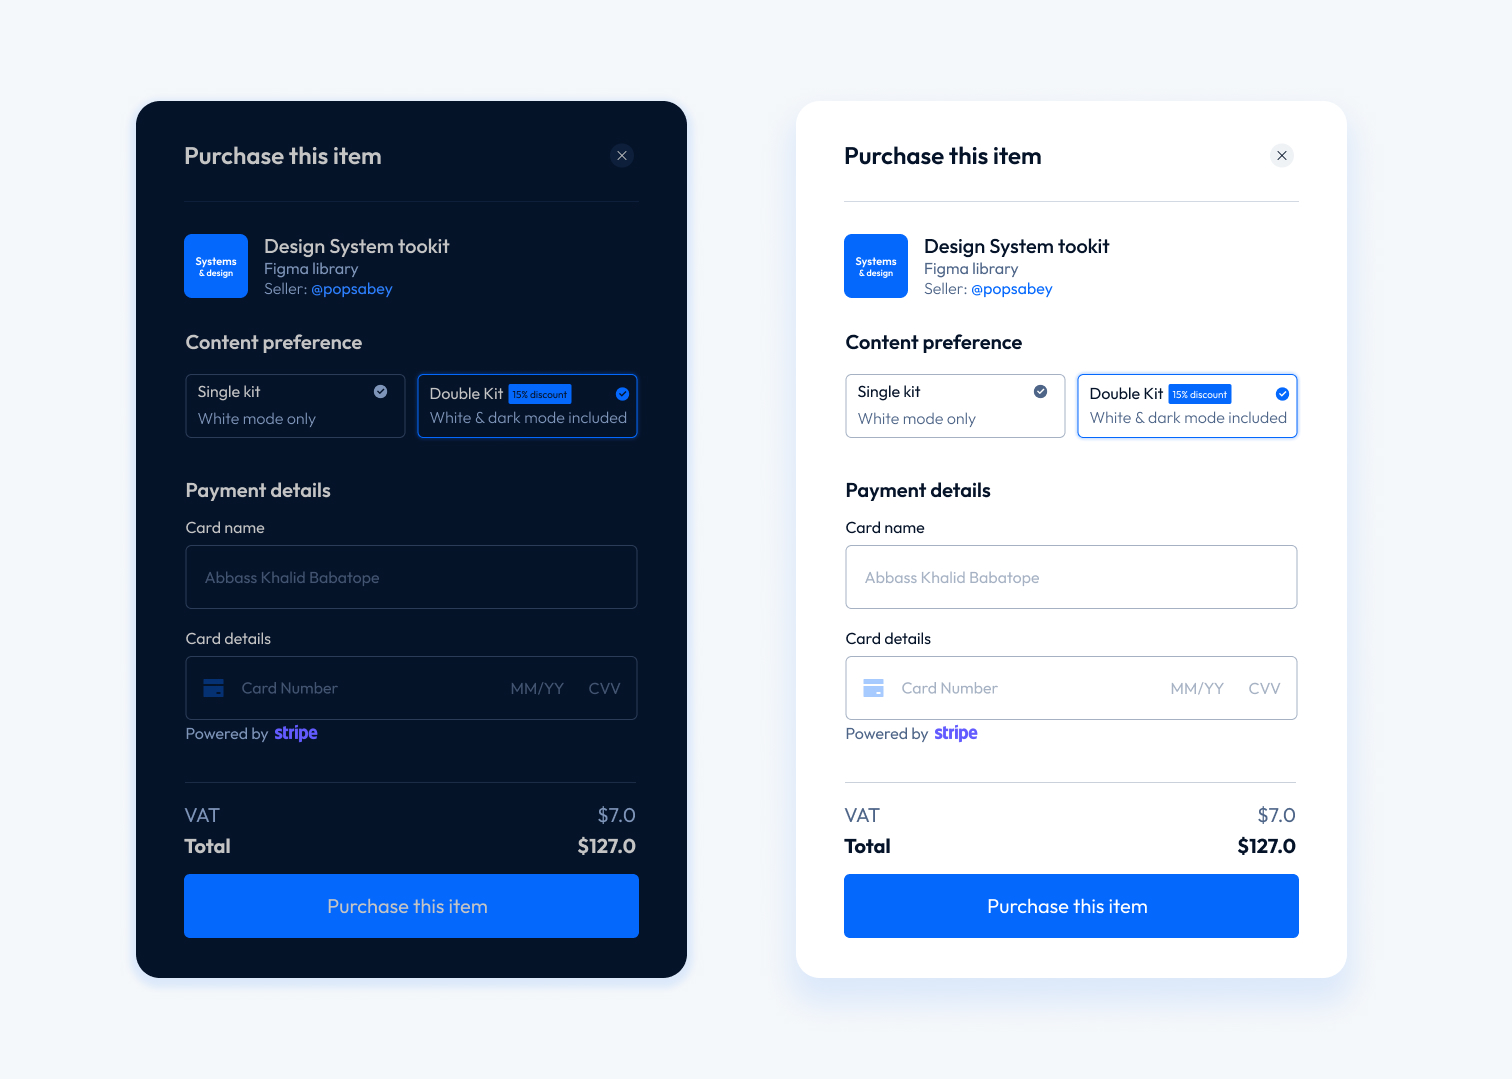 Purchase this item
Systems
& design
Design System tookit
Figma library
Seller: @popsabey
Content preference
Single kit
White mode only
Double Kit 15% discount
White & dark mode included
Payment details
Card name
Abbass Khalid Babatope
Card details
Card Number MM/YY CVV
Powered by stripe
VAT $7.0
Total $127.0
Purchase this item
Purchase this item
Systems
& design
Design System tookit
Figma library
Seller: @popsabey
Content preference
Single kit
White mode only
Double Kit 15% discount
White & dark mode included
Payment details
Card name
Abbass Khalid Babatope
Card details
Card Number MM/YY CVV
Powered by stripe
VAT $7.0
Total $127.0
Purchase this item